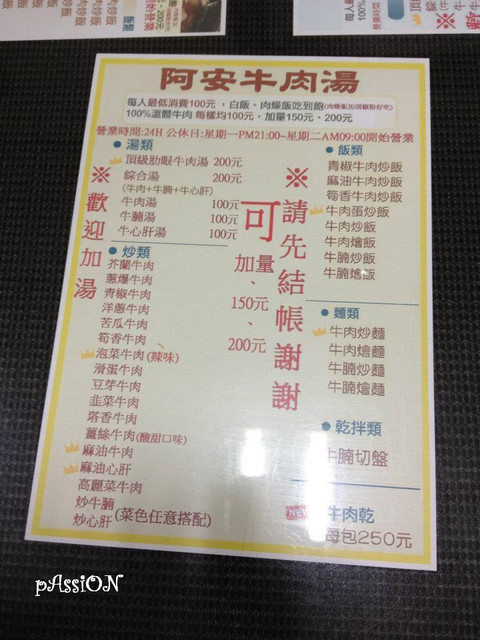 阿安牛肉湯
每人最低消費100元，白飯、肉燥飯吃到飽(肉燥飯加胡椒粉好吃)
100%溫體牛肉 每樣均100元，加量150元、200元
營業時間:24H 公休日:星期一PM21:00~星期二AM09:00開始營業
湯類
頂級肋眼牛肉湯 200元
綜合湯 200元
(牛肉+牛腩+牛心肝)
牛肉湯 100元
牛腩湯 100元
牛心肝湯 100元
※歡迎加湯
炒類
芥蘭牛肉
蔥爆牛肉
青椒牛肉
洋蔥牛肉
苦瓜牛肉
筍香牛肉
泡菜牛肉(辣味)
滑蛋牛肉
豆芽牛肉
韭菜牛肉
塔香牛肉
薑絲牛肉(酸甜口味)
麻油牛肉
麻油心肝
高麗菜牛肉
炒牛腩
炒心肝
(菜色任意搭配)
可加量
150元、
200元
※請先結帳謝謝
飯類
青椒牛肉炒飯
麻油牛肉炒飯
筍香牛肉炒飯
牛肉蛋炒飯
牛肉炒飯
牛肉燴飯
牛腩炒飯
牛腩燴飯
麵類
牛肉炒麵
牛肉燴麵
牛腩炒麵
牛腩燴麵
乾拌類
牛腩切盤
NEW 牛肉乾
每包250元
pAssiON